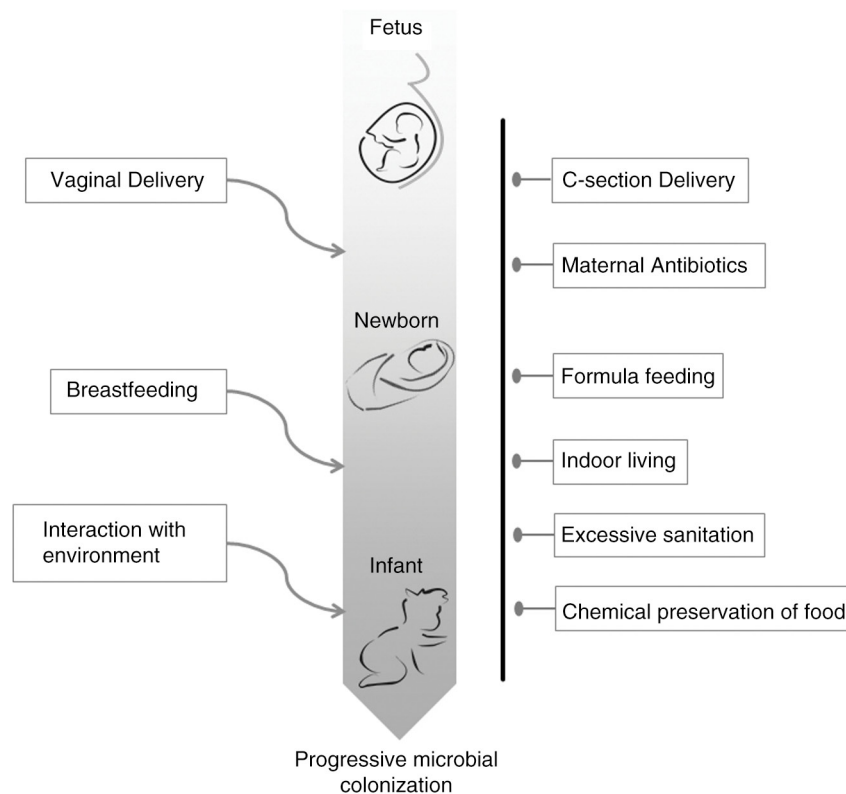 Fetus
Vaginal Delivery
C-section Delivery
Maternal Antibiotics
Newborn
Breastfeeding
Formula feeding
Indoor living
Interaction with
environment
Excessive sanitation
Infant
Chemical preservation of food
Progressive microbial
colonization